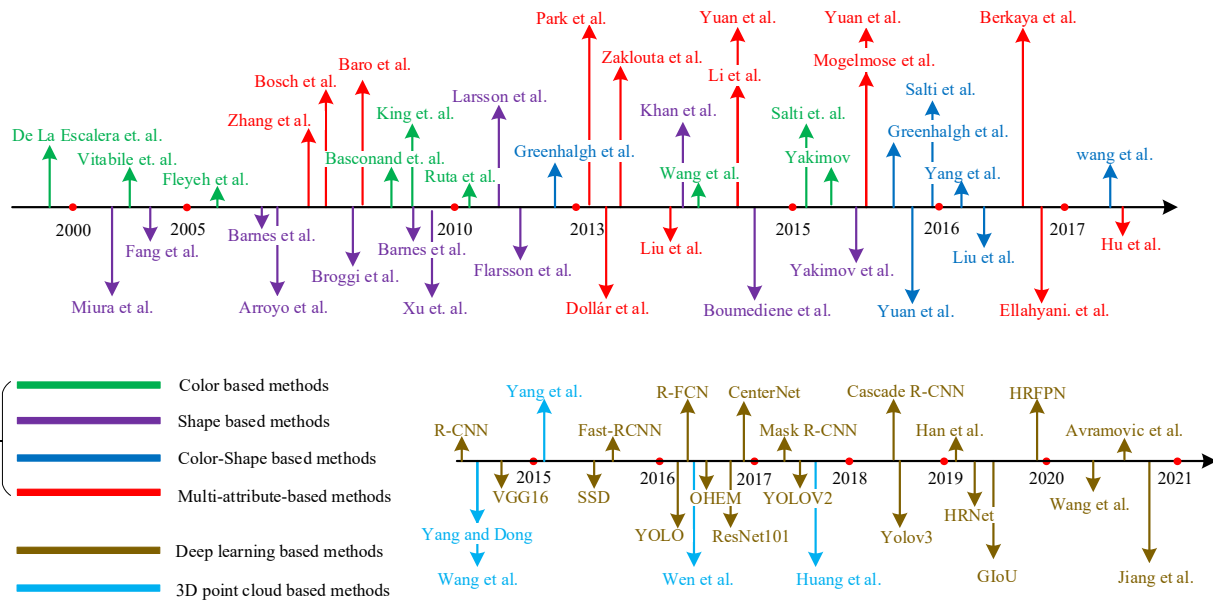 Park et al.
Yuan et al.
Yuan et al.
Berkaya et al.
Bosch et al.
Baro et al.
Zaklouta et al.
Li et al.
Mogelmose et al.
Zhang et al.
King et. al.
Larsson et al.
Khan et al.
Salti et al.
Salti et al.
De La Escalera et. al.
Vitabile et. al.
Fleyeh et al.
Basconand et. al.
Ruta et al.
Greenhalgh et al.
Wang et al.
Yakimov
Greenhalgh et al.
Yang et al.
wang et al.
2000
2005
2010
2013
2015
2016
2017
Barnes et al.
Fang et al.
Broggi et al.
Barnes et al.
Flarsson et al.
Liu et al.
Yakimov et al.
Liu et al.
Hu et al.
Miura et al.
Arroyo et al.
Xu et. al.
Dollár et al.
Boumediene et al.
Yuan et al.
Ellahyani. et al.
Color based methods
Shape based methods
Color-Shape based methods
Multi-attribute-based methods
Deep learning based methods
3D point cloud based methods
Yang et al.
R-FCN
CenterNet
Cascade R-CNN
HRFPN
R-CNN
Fast-RCNN
Mask R-CNN
Han et al.
Avramovic et al.
2015
2016
2017
2018
2019
2020
2021
VGG16
SSD
OHEM
YOLOV2
HRNet
Wang et al.
Yang and Dong
YOLO
ResNet101
Yolov3
Wang et al.
Wen et al.
Huang et al.
GIoU
Jiang et al.